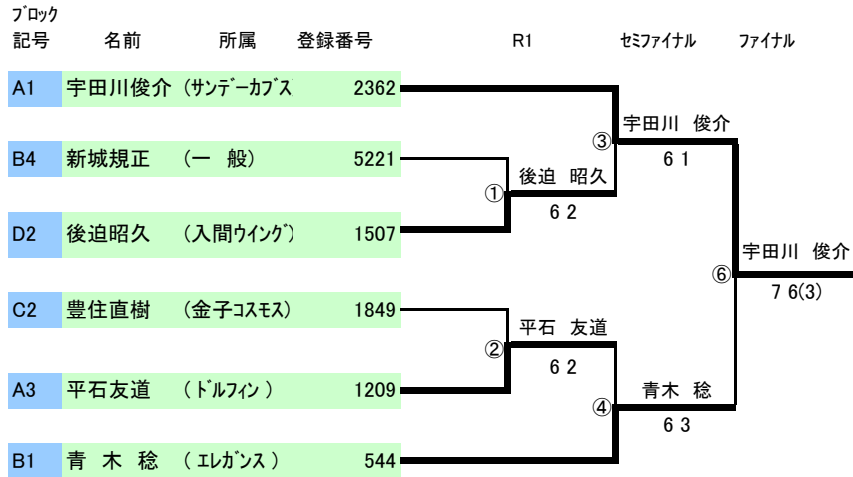 ﾌﾞﾛｯｸ
記号 名前 所属 登録番号 R1 ｾﾐﾌｧｲﾅﾙ ﾌｧｲﾅﾙ
A1 宇田川俊介 (ｻﾝﾃﾞｰｶﾌﾞｽ 2362
宇田川 俊介
③
6 1
B4 新城規正 (一 般) 5221
後迫 昭久
①
6 2
D2 後迫昭久 (入間ｳｲﾝｸﾞ) 1507
宇田川 俊介
⑥
7 6(3)
C2 豊住直樹 (金子ｺｽﾓｽ) 1849
平石 友道
②
6 2
A3 平石友道 (ﾄﾞﾙﾌｨﾝ) 1209
青木 稔
④
6 3
B1 青 木 稔 (ｴﾚｶﾞﾝｽ) 544